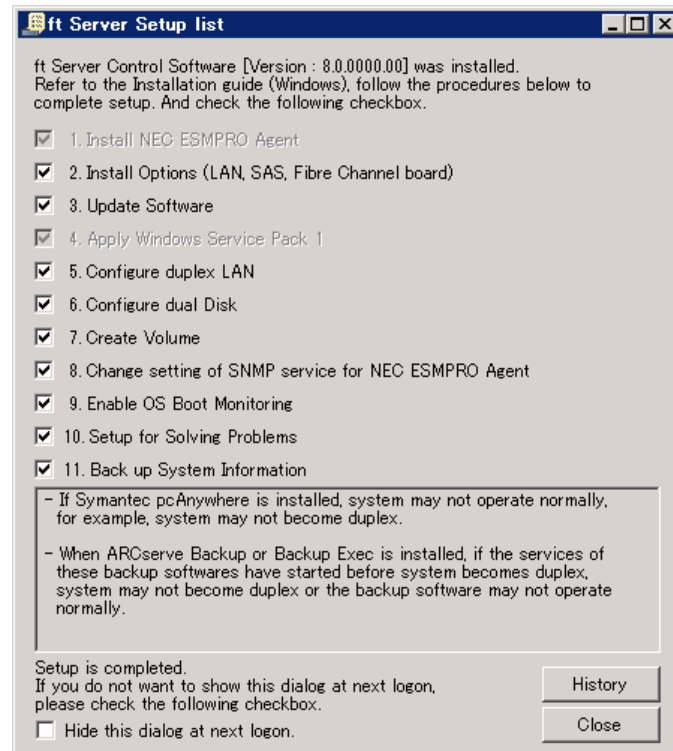 ft Server Setup list
ft Server Control Software [Version : 8.0.0000.00] was installed.
Refer to the Installation guide (Windows), follow the procedures below to
complete setup. And check the following checkbox.
1. Install NEC ESMPRO Agent
2. Install Options (LAN, SAS, Fibre Channel board)
3. Update Software
4. Apply Windows Service Pack 1
5. Configure duplex LAN
6. Configure dual Disk
7. Create Volume
8. Change setting of SNMP service for NEC ESMPRO Agent
9. Enable OS Boot Monitoring
10. Setup for Solving Problems
11. Back up System Information
- If Symantec pcAnywhere is installed, system may not operate normally,
for example, system may not become duplex.
- When ARCserve Backup or Backup Exec is installed, if the services of
these backup softwares have started before system becomes duplex,
system may not become duplex or the backup software may not operate
normally.
Setup is completed.
If you do not want to show this dialog at next logon,
please check the following checkbox.
Hide this dialog at next logon.
History
Close